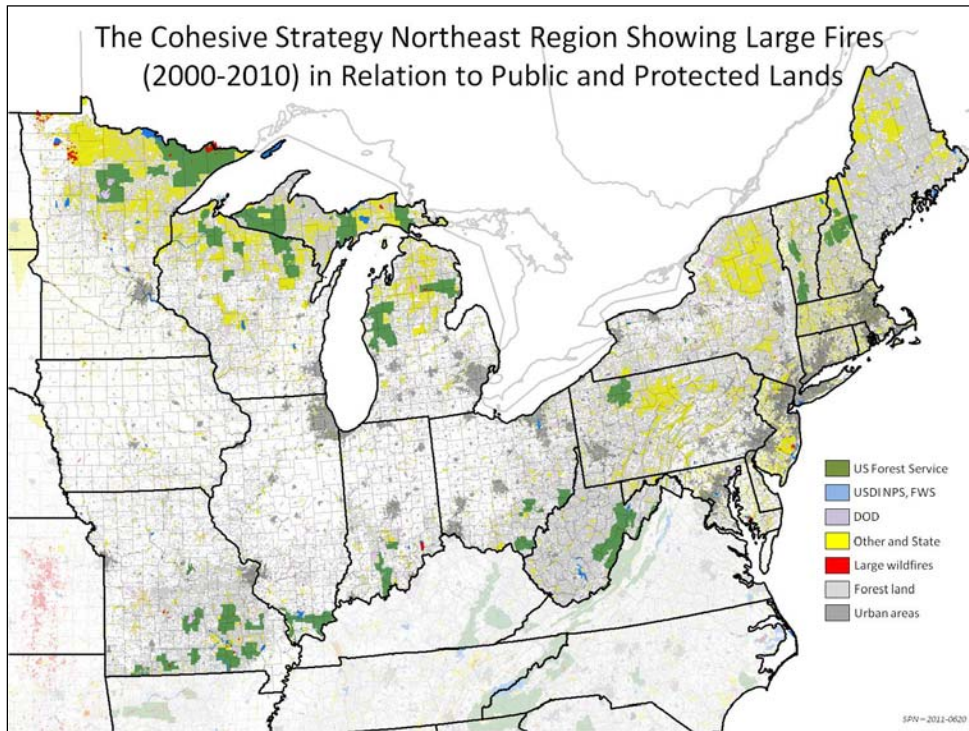 The Cohesive Strategy Northeast Region Showing Large Fires
(2000-2010) in Relation to Public and Protected Lands
US Forest Service
USDI NPS, FWS
DOD
Other and State
Large wildfires
Forest land
Urban areas
SPN – 2011-0620